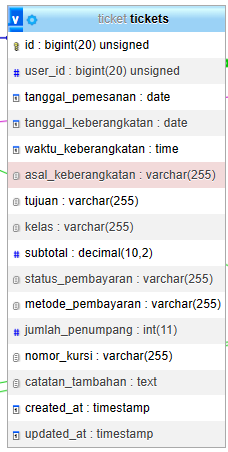 v ticket tickets
id : bigint(20) unsigned
user_id : bigint(20) unsigned
tanggal_pemesanan : date
tanggal_keberangkatan : date
waktu_keberangkatan : time
asal_keberangkatan : varchar(255)
tujuan : varchar(255)
kelas : varchar(255)
subtotal : decimal(10,2)
status_pembayaran : varchar(255)
metode_pembayaran : varchar(255)
jumlah_penumpang : int(11)
nomor_kursi : varchar(255)
catatan_tambahan : text
created_at : timestamp
updated_at : timestamp